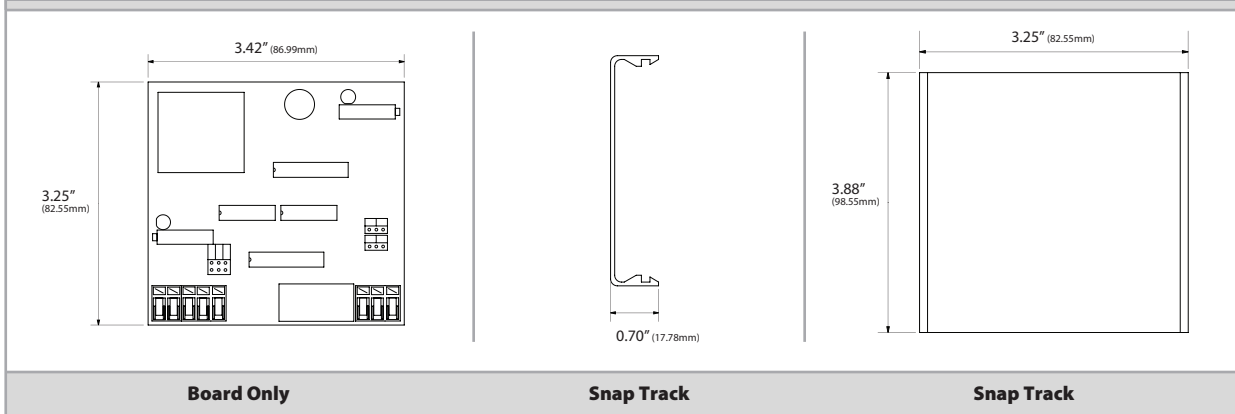 3.42” (86.99mm)
3.25”
(82.55mm)
0.70” (17.78mm)
3.25” (82.55mm)
3.88”
(98.55mm)
Board Only
Snap Track
Snap Track